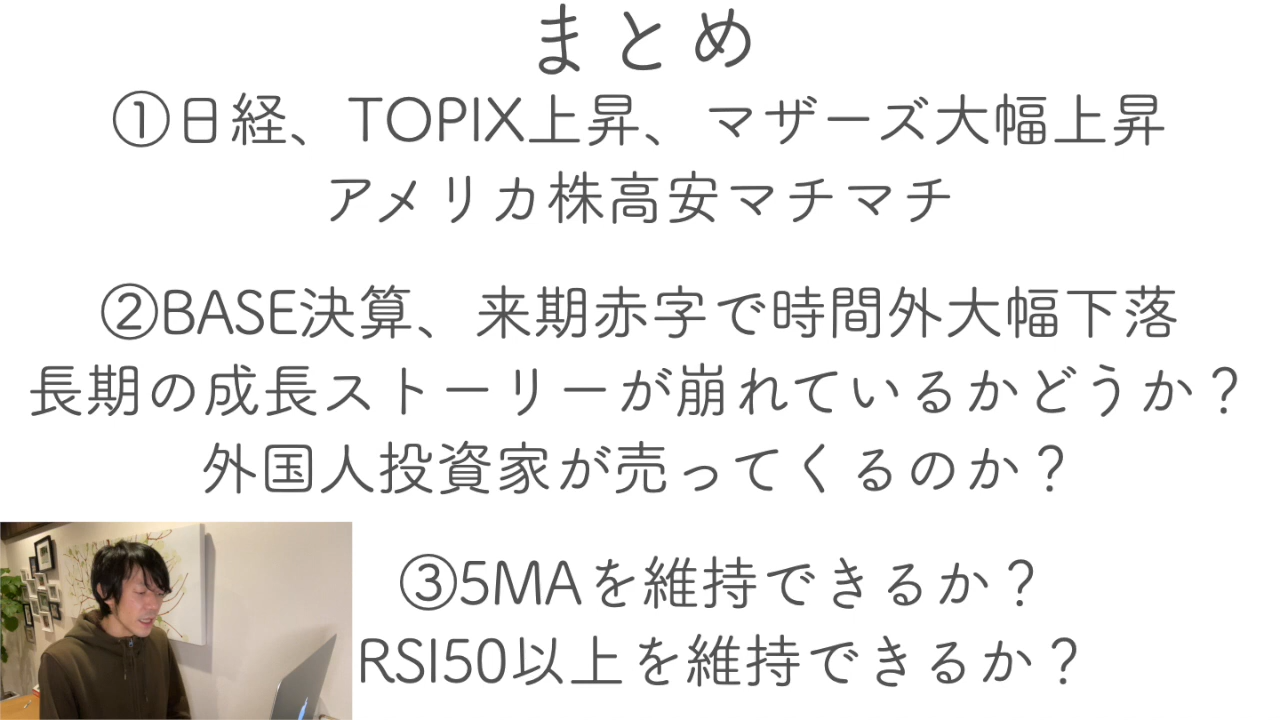 まとめ
①日経、TOPIX上昇、マザーズ大幅上昇
アメリカ株高安マチマチ
②BASE決算、来期赤字で時間外大幅下落
長期の成長ストーリーが崩れているかどうか？
外国人投資家が売ってくるのか？
③5MAを維持できるか？
RSI50以上を維持できるか？